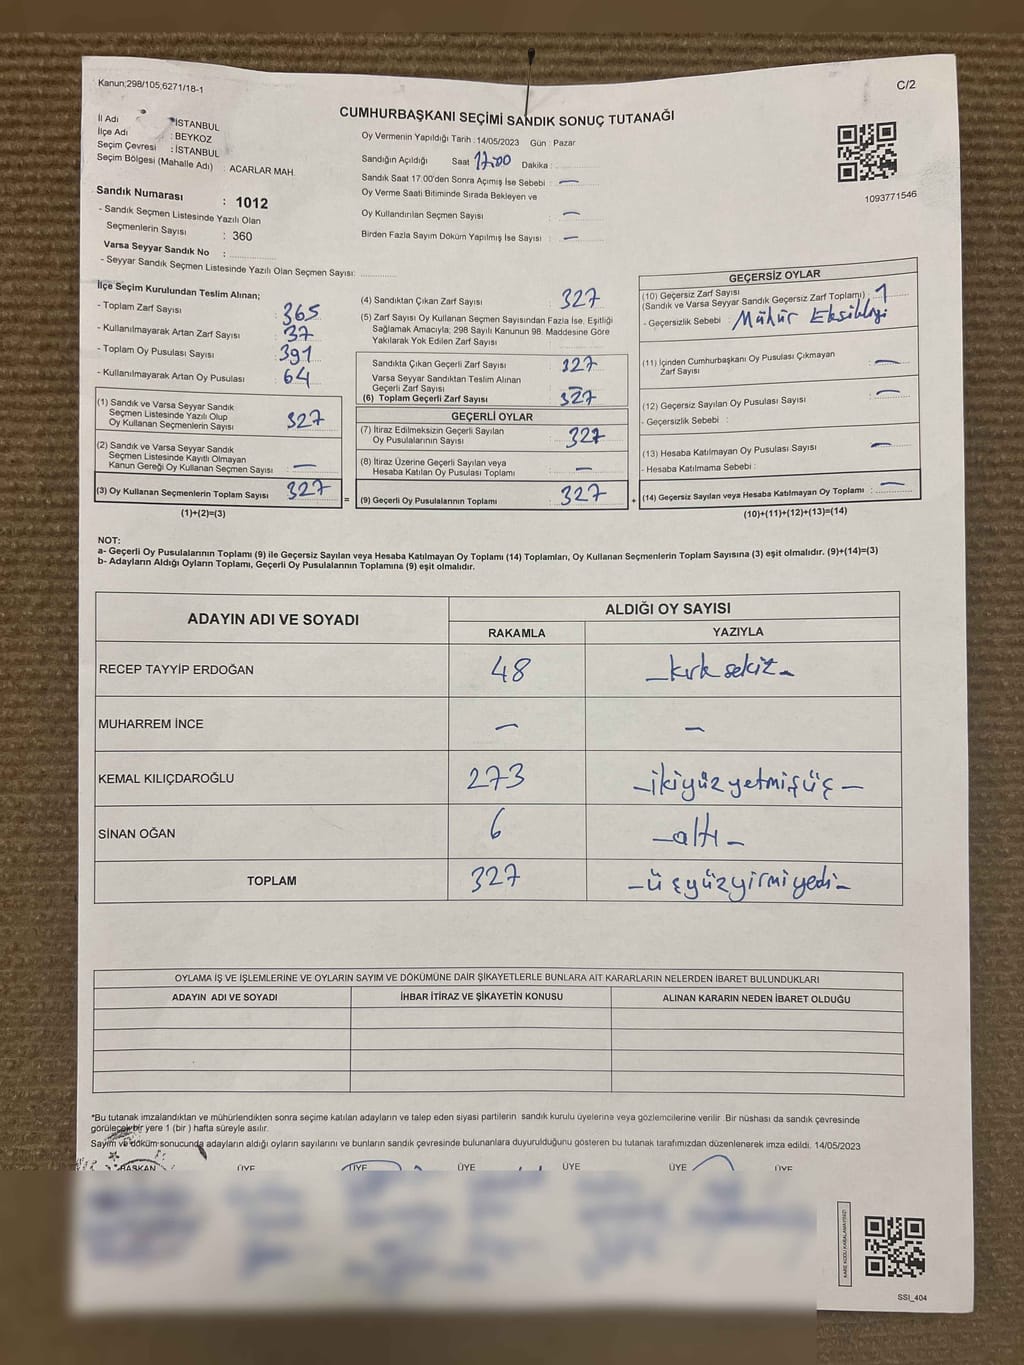 Kanun:298/105,6271/18-1
C/2
CUMHURBAŞKANI SEÇİMİ SANDIK SONUÇ TUTANAĞI
İl Adı : İSTANBUL
İlçe Adı : BEYKOZ
Seçim Çevresi : İSTANBUL
Seçim Bölgesi (Mahalle Adı) : ACARLAR MAH.
Sandık Numarası : 1012
- Sandık Seçmen Listesinde Yazılı Olan
Seçmenlerin Sayısı : 360
Varsa Seyyar Sandık No :
- Seyyar Sandık Seçmen Listesinde Yazılı Olan Seçmen Sayısı:
Oy Vermenin Yapıldığı Tarih : 14/05/2023 Gün : Pazar
Sandığın Açıldığı Saat 17:00 Dakika :
Sandık Saat 17.00'den Sonra Açımış İse Sebebi : —
Oy Verme Saati Bitiminde Sırada Bekleyen ve
Oy Kullandırılan Seçmen Sayısı : —
Birden Fazla Sayım Döküm Yapılmış İse Sayısı : —
1093771546
İlçe Seçim Kurulundan Teslim Alınan;
- Toplam Zarf Sayısı : 365
- Kullanılmayarak Artan Zarf Sayısı : 37
- Toplam Oy Pusulası Sayısı : 391
- Kullanılmayarak Artan Oy Pusulası : 64
(1) Sandık ve Varsa Seyyar Sandık
Seçmen Listesinde Yazılı Olup
Oy Kullanan Seçmenlerin Sayısı : 327
(2) Sandık ve Varsa Seyyar Sandık
Seçmen Listesinde Kayıtlı Olmayan
Kanun Gereği Oy Kullanan Seçmen Sayısı : —
(3) Oy Kullanan Seçmenlerin Toplam Sayısı : 327
(1)+(2)=(3)
=
(4) Sandıktan Çıkan Zarf Sayısı : 327
(5) Zarf Sayısı Oy Kullanan Seçmen Sayısından Fazla İse, Eşitliği
Sağlamak Amacıyla; 298 Sayılı Kanunun 98. Maddesine Göre
Yakılarak Yok Edilen Zarf Sayısı :
Sandıkta Çıkan Geçerli Zarf Sayısı : 327
Varsa Seyyar Sandıktan Teslim Alınan
Geçerli Zarf Sayısı : —
(6) Toplam Geçerli Zarf Sayısı : 327
GEÇERLİ OYLAR
(7) İtiraz Edilmeksizin Geçerli Sayılan
Oy Pusulalarının Sayısı : 327
(8) İtiraz Üzerine Geçerli Sayılan veya
Hesaba Katılan Oy Pusulası Toplamı : —
(9) Geçerli Oy Pusulalarının Toplamı : 327
+
GEÇERSİZ OYLAR
(10) Geçersiz Zarf Sayısı
(Sandık ve Varsa Seyyar Sandık Geçersiz Zarf Toplamı) : 1
- Geçersizlik Sebebi : Mühür Eksikliği
(11) İçinden Cumhurbaşkanı Oy Pusulası Çıkmayan
Zarf Sayısı : —
(12) Geçersiz Sayılan Oy Pusulası Sayısı : —
- Geçersizlik Sebebi :
(13) Hesaba Katılmayan Oy Pusulası Sayısı : —
- Hesaba Katılmama Sebebi :
(14) Geçersiz Sayılan veya Hesaba Katılmayan Oy Toplamı : —
(10)+(11)+(12)+(13)=(14)
NOT:
a- Geçerli Oy Pusulalarının Toplamı (9) ile Geçersiz Sayılan veya Hesaba Katılmayan Oy Toplamı (14) Toplamları, Oy Kullanan Seçmenlerin Toplam Sayısına (3) eşit olmalıdır. (9)+(14)=(3)
b- Adayların Aldığı Oyların Toplamı, Geçerli Oy Pusulalarının Toplamına (9) eşit olmalıdır.
ADAYIN ADI VE SOYADI ALDIĞI OY SAYISI
RAKAMLA YAZIYLA
RECEP TAYYİP ERDOĞAN 48 —kırksekiz—
MUHARREM İNCE — —
KEMAL KILIÇDAROĞLU 273 —ikiyüzyetmişüç—
SİNAN OĞAN 6 —altı—
TOPLAM 327 —üçyüzyirmiyedi—
OYLAMA İŞ VE İŞLEMLERİNE VE OYLARIN SAYIM VE DÖKÜMÜNE DAİR ŞİKAYETLERLE BUNLARA AİT KARARLARIN NELERDEN İBARET BULUNDUKLARI
ADAYIN ADI VE SOYADI İHBAR İTİRAZ VE ŞİKAYETİN KONUSU ALINAN KARARIN NEDEN İBARET OLDUĞU
*Bu tutanak imzalandıktan ve mühürlendikten sonra seçime katılan adayların ve talep eden siyasi partilerin sandık kurulu üyelerine veya gözlemcilerine verilir. Bir nüshası da sandık çevresinde
görülecek bir yere 1 (bir) hafta süreyle asılır.
Sayım ve döküm sonucunda adayların aldığı oyların sayılarını ve bunların sandık çevresinde bulunanlara duyurulduğunu gösteren bu tutanak tarafımızdan düzenlenerek imza edildi. 14/05/2023
BAŞKAN ÜYE ÜYE ÜYE ÜYE ÜYE ÜYE
KARE KODU KARALAMAYINIZ!
SSI_404